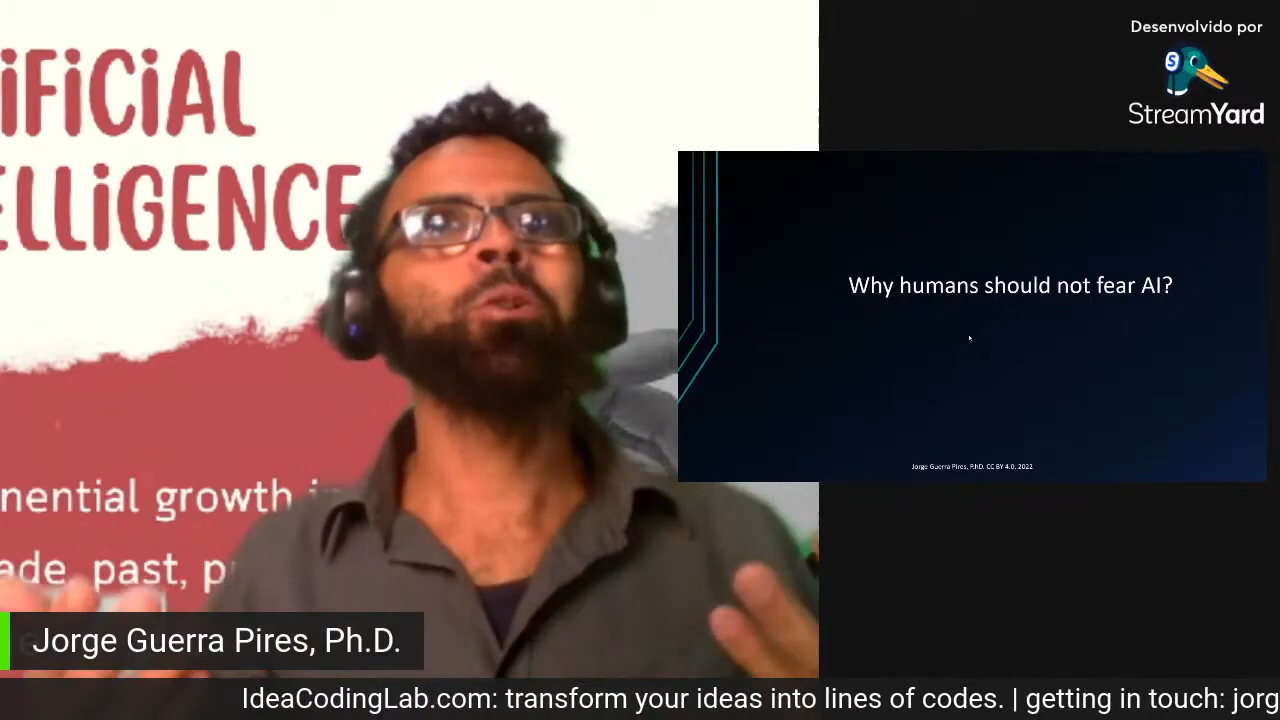 iFiCiAL
ELLiGENCE
nential growth in
ade, past, p
Desenvolvido por
S
StreamYard
Why humans should not fear AI?
Jorge Guerra Pires, P.hD. CC BY 4.0. 2022
Jorge Guerra Pires, Ph.D.
IdeaCodingLab.com: transform your ideas into lines of codes. | getting in touch: jorg